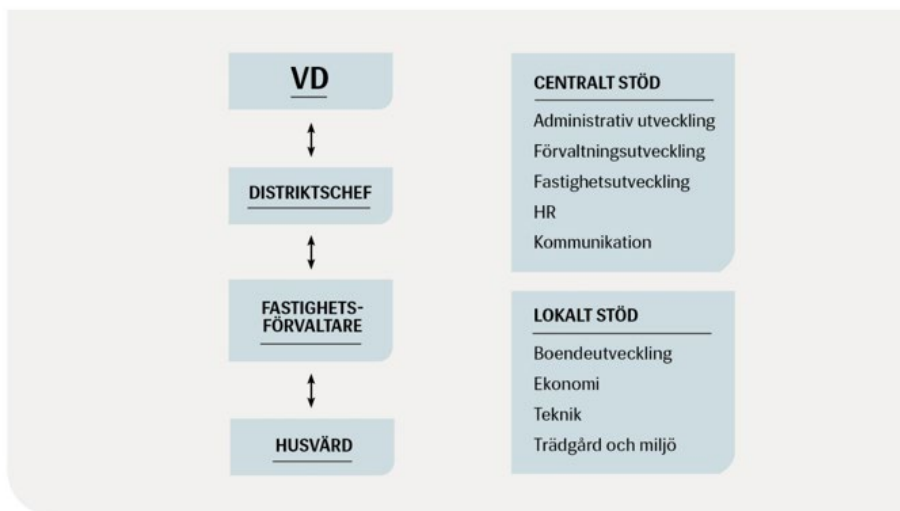 VD
DISTRIKTSCHEF
FASTIGHETS-
FÖRVALTARE
HUSVÄRD
CENTRALT STÖD
Administrativ utveckling
Förvaltningsutveckling
Fastighetsutveckling
HR
Kommunikation
LOKALT STÖD
Boendeutveckling
Ekonomi
Teknik
Trädgård och miljö